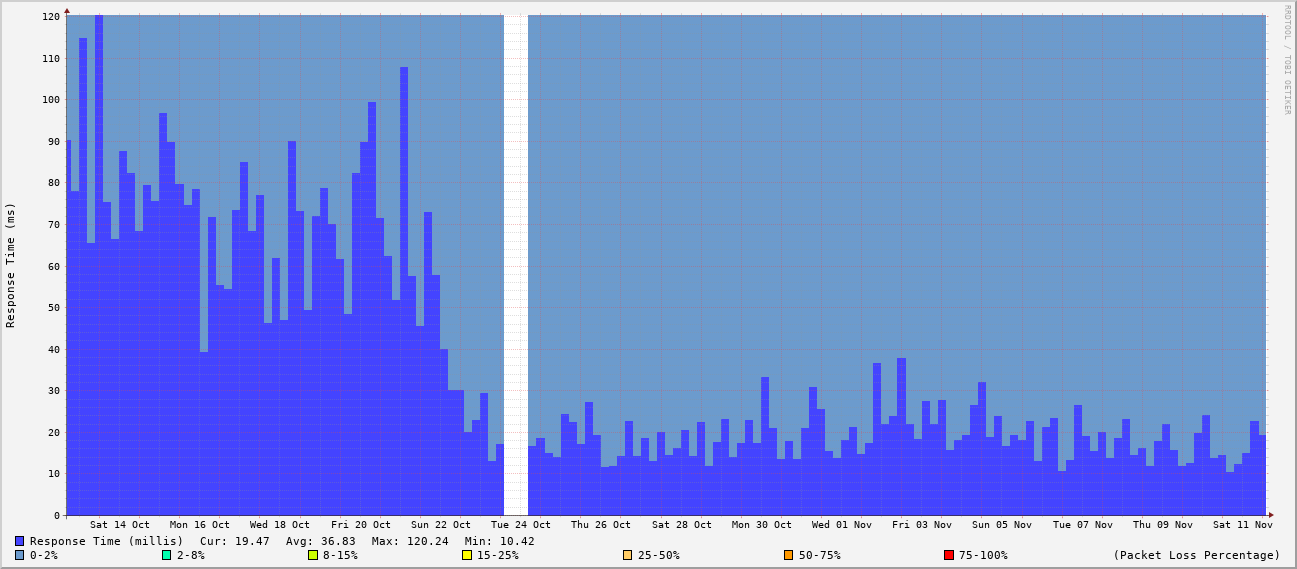 RRDTOOL / TOBI OETIKER
Response Time (ms)
120
110
100
90
80
70
60
50
40
30
20
10
0
Sat 14 Oct Mon 16 Oct Wed 18 Oct Fri 20 Oct Sun 22 Oct Tue 24 Oct Thu 26 Oct Sat 28 Oct Mon 30 Oct Wed 01 Nov Fri 03 Nov Sun 05 Nov Tue 07 Nov Thu 09 Nov Sat 11 Nov
Response Time (millis) Cur: 19.47 Avg: 36.83 Max: 120.24 Min: 10.42
0-2% 2-8% 8-15% 15-25% 25-50% 50-75% 75-100% (Packet Loss Percentage)